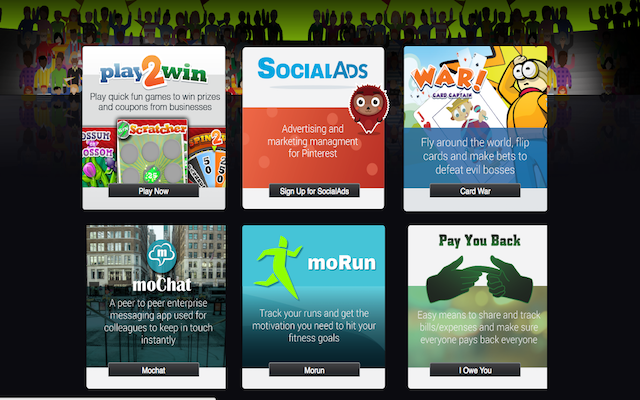 play2win
Play quick fun games to win prizes
and coupons from businesses
Scratcher
Play Now
SOCIALADS
Advertising and
marketing managment
for Pinterest
Sign Up for SocialAds
WAR!
CARD CAPTAIN
Fly around the world, flip
cards and make bets to
defeat evil bosses
Card War
m
moChat
A peer to peer enterprise
messaging app used for
colleagues to keep in touch
instantly
Mochat
moRun
Track your runs and get the
motivation you need to hit your
fitness goals
Morun
Pay You Back
Easy means to share and track
bills/expenses and make sure
everyone pays back everyone
I Owe You